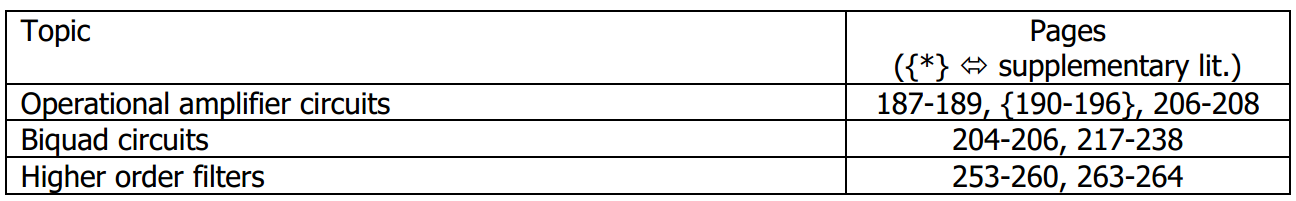 Topic
Pages
({*} ⇔ supplementary lit.)
Operational amplifier circuits
187-189, {190-196}, 206-208
Biquad circuits
204-206, 217-238
Higher order filters
253-260, 263-264